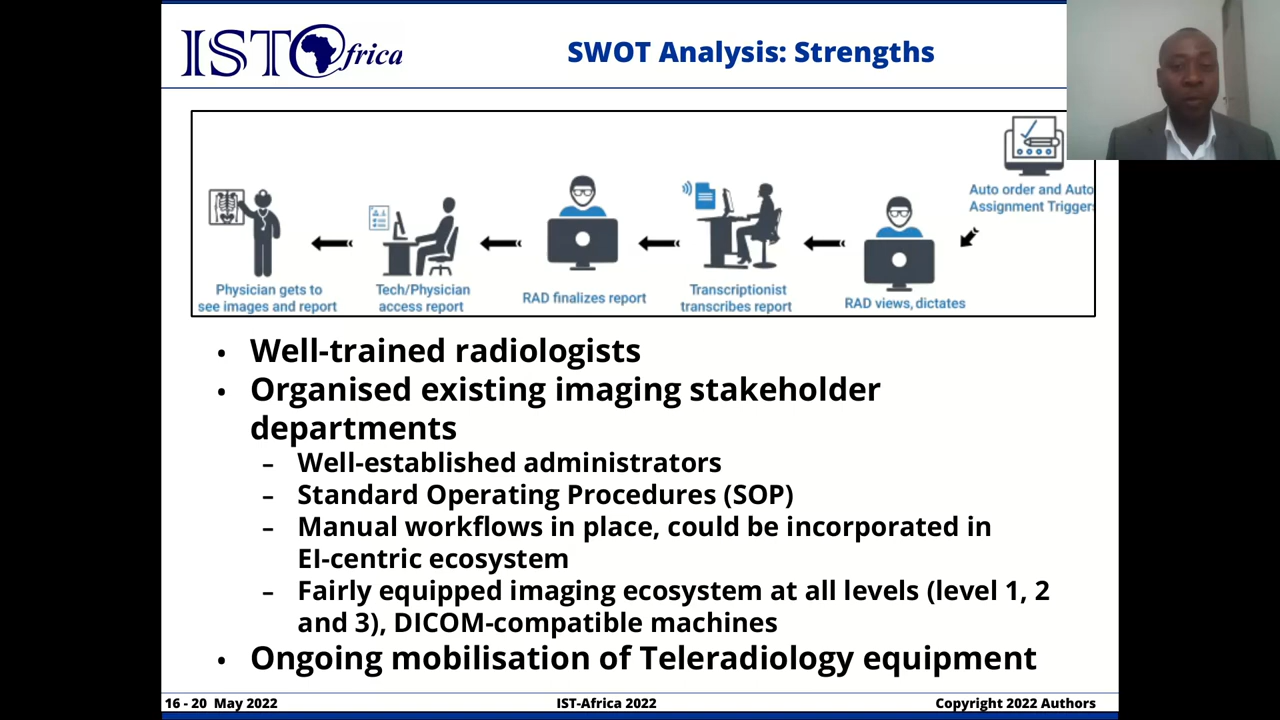 IST Africa
SWOT Analysis: Strengths
Auto order and Auto
Assignment Trigger
Physician gets to
see images and report
Tech/Physician
access report
RAD finalizes report
Transcriptionist
transcribes report
RAD views, dictates
• Well-trained radiologists
• Organised existing imaging stakeholder
departments
– Well-established administrators
– Standard Operating Procedures (SOP)
– Manual workflows in place, could be incorporated in
EI-centric ecosystem
– Fairly equipped imaging ecosystem at all levels (level 1, 2
and 3), DICOM-compatible machines
• Ongoing mobilisation of Teleradiology equipment
16 - 20 May 2022
IST-Africa 2022
Copyright 2022 Authors